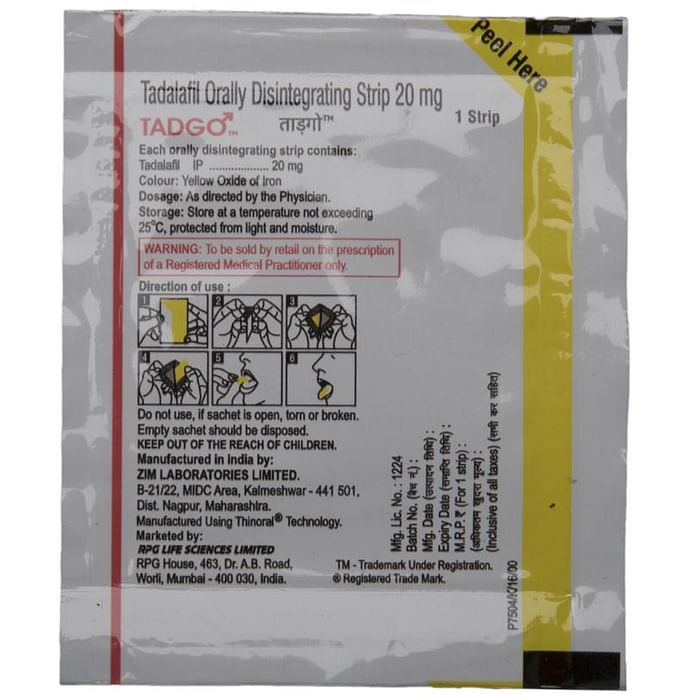 Peel Here
Tadalafil Orally Disintegrating Strip 20 mg
TADGO™ ताड़गो™ 1 Strip
Each orally disintegrating strip contains:
Tadalafil IP .................... 20 mg
Colour: Yellow Oxide of Iron
Dosage: As directed by the Physician.
Storage: Store at a temperature not exceeding
25°C, protected from light and moisture.
WARNING: To be sold by retail on the prescription
of a Registered Medical Practitioner only.
Direction of use :
1 2 3
4 5 6
Do not use, if sachet is open, torn or broken.
Empty sachet should be disposed.
KEEP OUT OF THE REACH OF CHILDREN.
Manufactured in India by:
ZIM LABORATORIES LIMITED.
B-21/22, MIDC Area, Kalmeshwar - 441 501,
Dist. Nagpur, Maharashtra.
Manufactured Using Thinoral® Technology.
Marketed by:
RPG LIFE SCIENCES LIMITED
RPG House, 463, Dr. A.B. Road,
Worli, Mumbai - 400 030, India.
Mfg. Lic. No. : 1224
Batch No. (बैच नं.) :
Mfg. Date (उत्पादन तिथि) :
Expiry Date (समाप्ति तिथि) :
M.R.P. ₹ (For 1 strip) :
(अधिकतम खुदरा मूल्य) :
(Inclusive of all taxes) (सभी कर सहित)
TM - Trademark Under Registration.
® Registered Trade Mark.
P7504/K/16/00